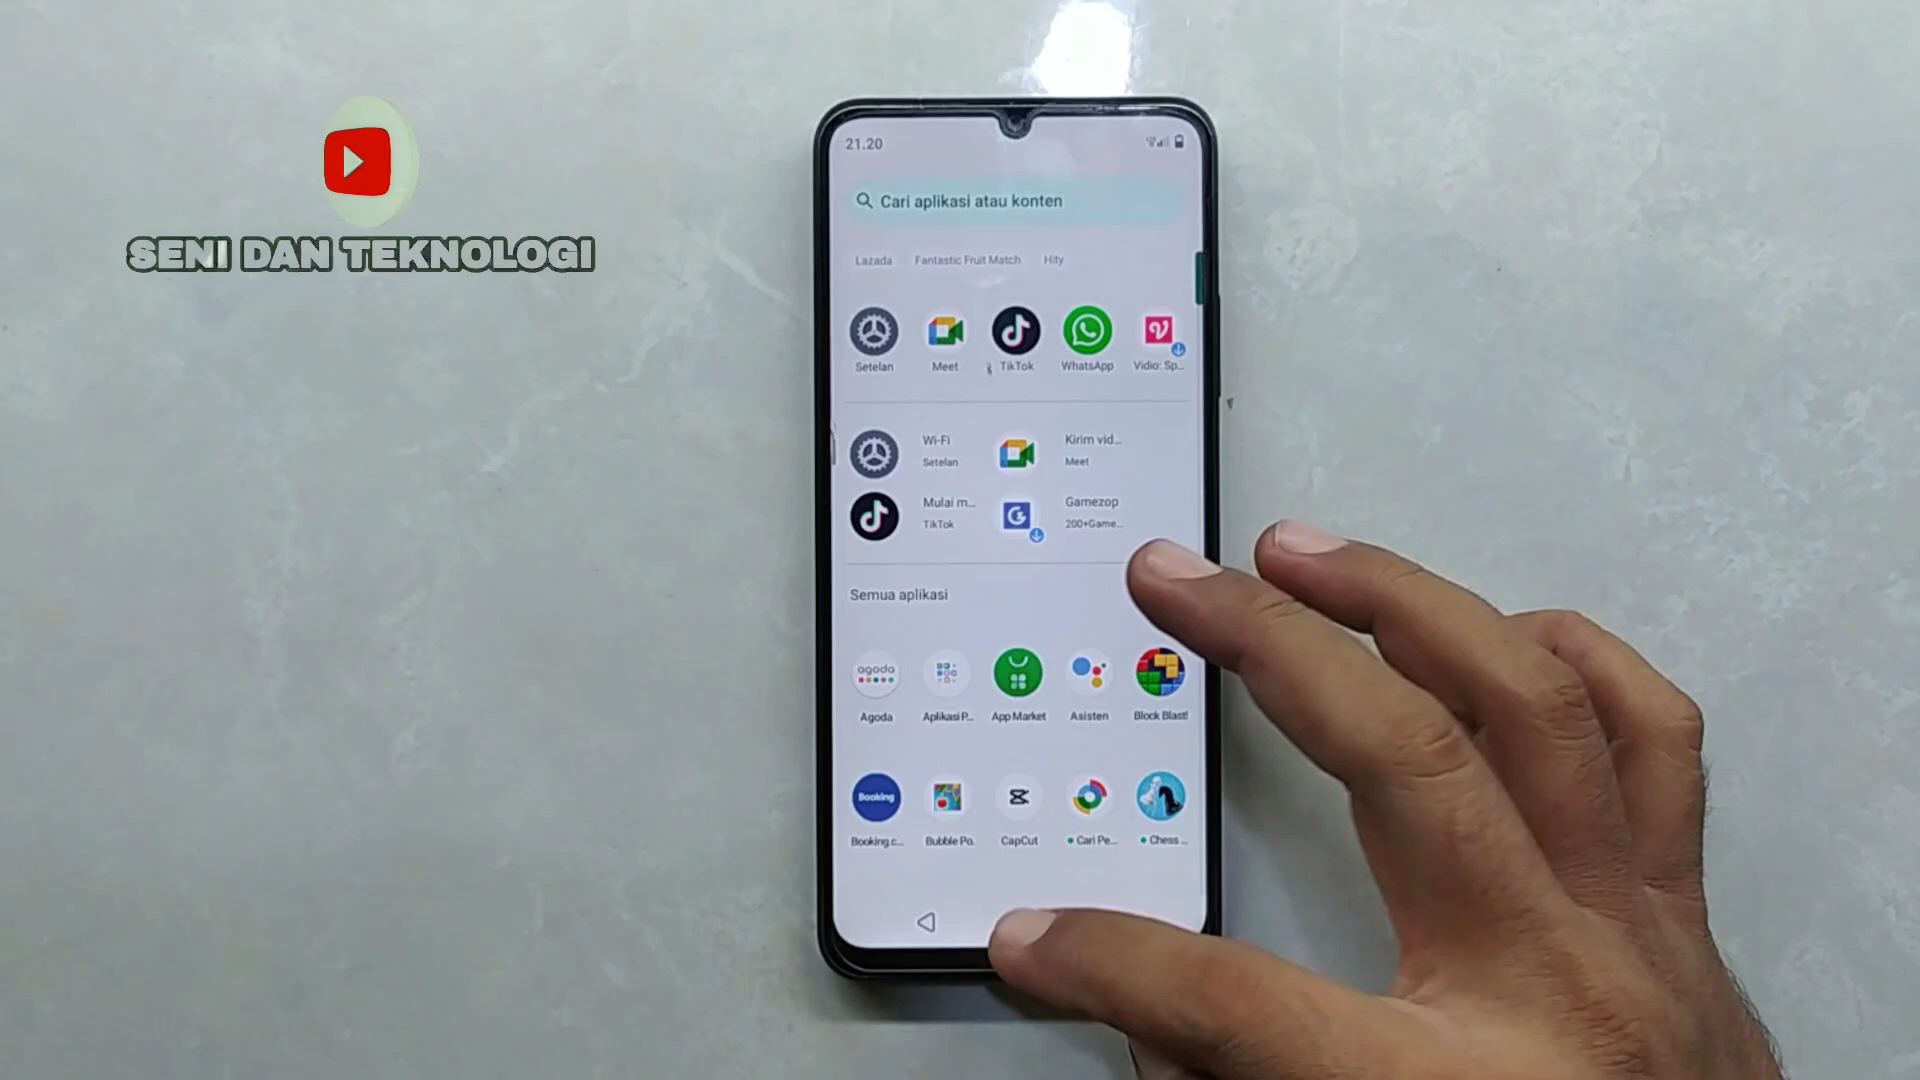 SENI DAN TEKNOLOGI
21.20
Cari aplikasi atau konten
Lazada Fantastic Fruit Match Hity
Setelan Meet TikTok WhatsApp Vidio: Sp...
Wi-Fi Kirim vid...
Setelan Meet
Mulai m... Gamezop
TikTok 200+Game...
Semua aplikasi
agoda
Agoda Aplikasi P... App Market Asisten Block Blast!
Booking
Booking.c... Bubble Po. CapCut Cari Pe... Chess ...